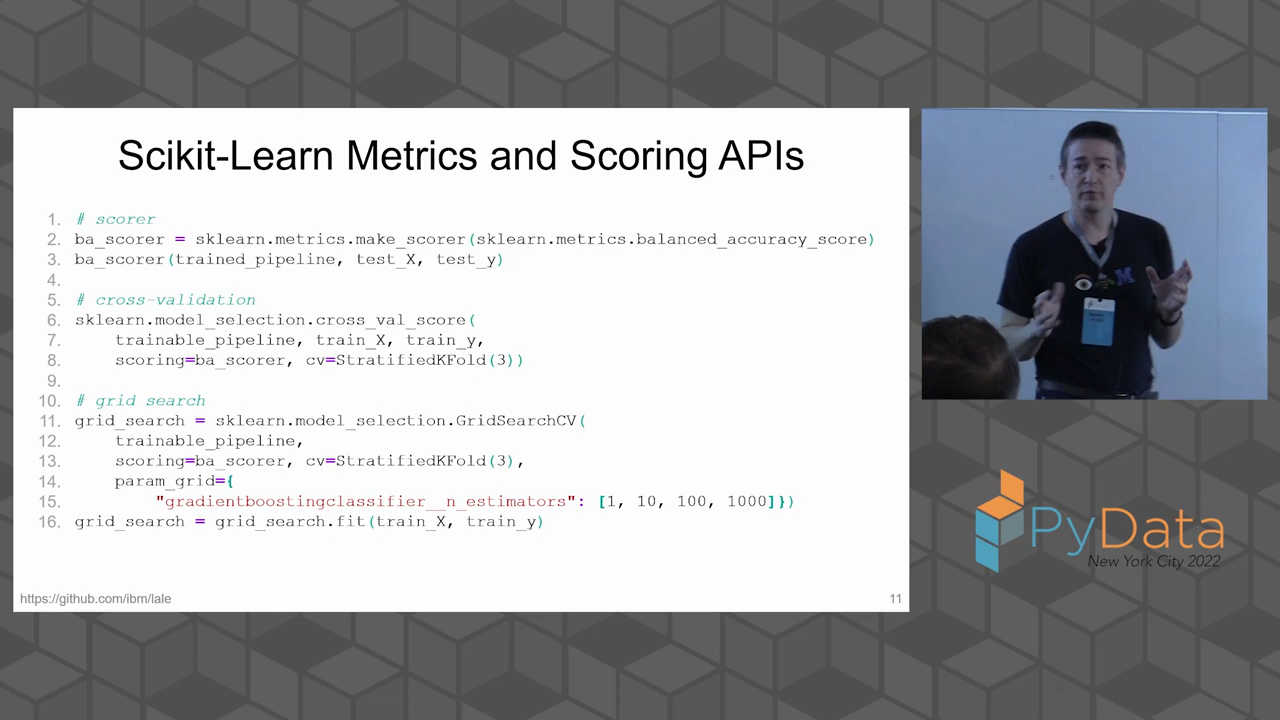 Scikit-Learn Metrics and Scoring APIs
1. # scorer
2. ba_scorer = sklearn.metrics.make_scorer(sklearn.metrics.balanced_accuracy_score)
3. ba_scorer(trained_pipeline, test_X, test_y)
4.
5. # cross-validation
6. sklearn.model_selection.cross_val_score(
7. trainable_pipeline, train_X, train_y,
8. scoring=ba_scorer, cv=StratifiedKFold(3))
9.
10. # grid search
11. grid_search = sklearn.model_selection.GridSearchCV(
12. trainable_pipeline,
13. scoring=ba_scorer, cv=StratifiedKFold(3),
14. param_grid={
15. "gradientboostingclassifier__n_estimators": [1, 10, 100, 1000]})
16. grid_search = grid_search.fit(train_X, train_y)
https://github.com/ibm/lale
11
PyData
New York City 2022
M